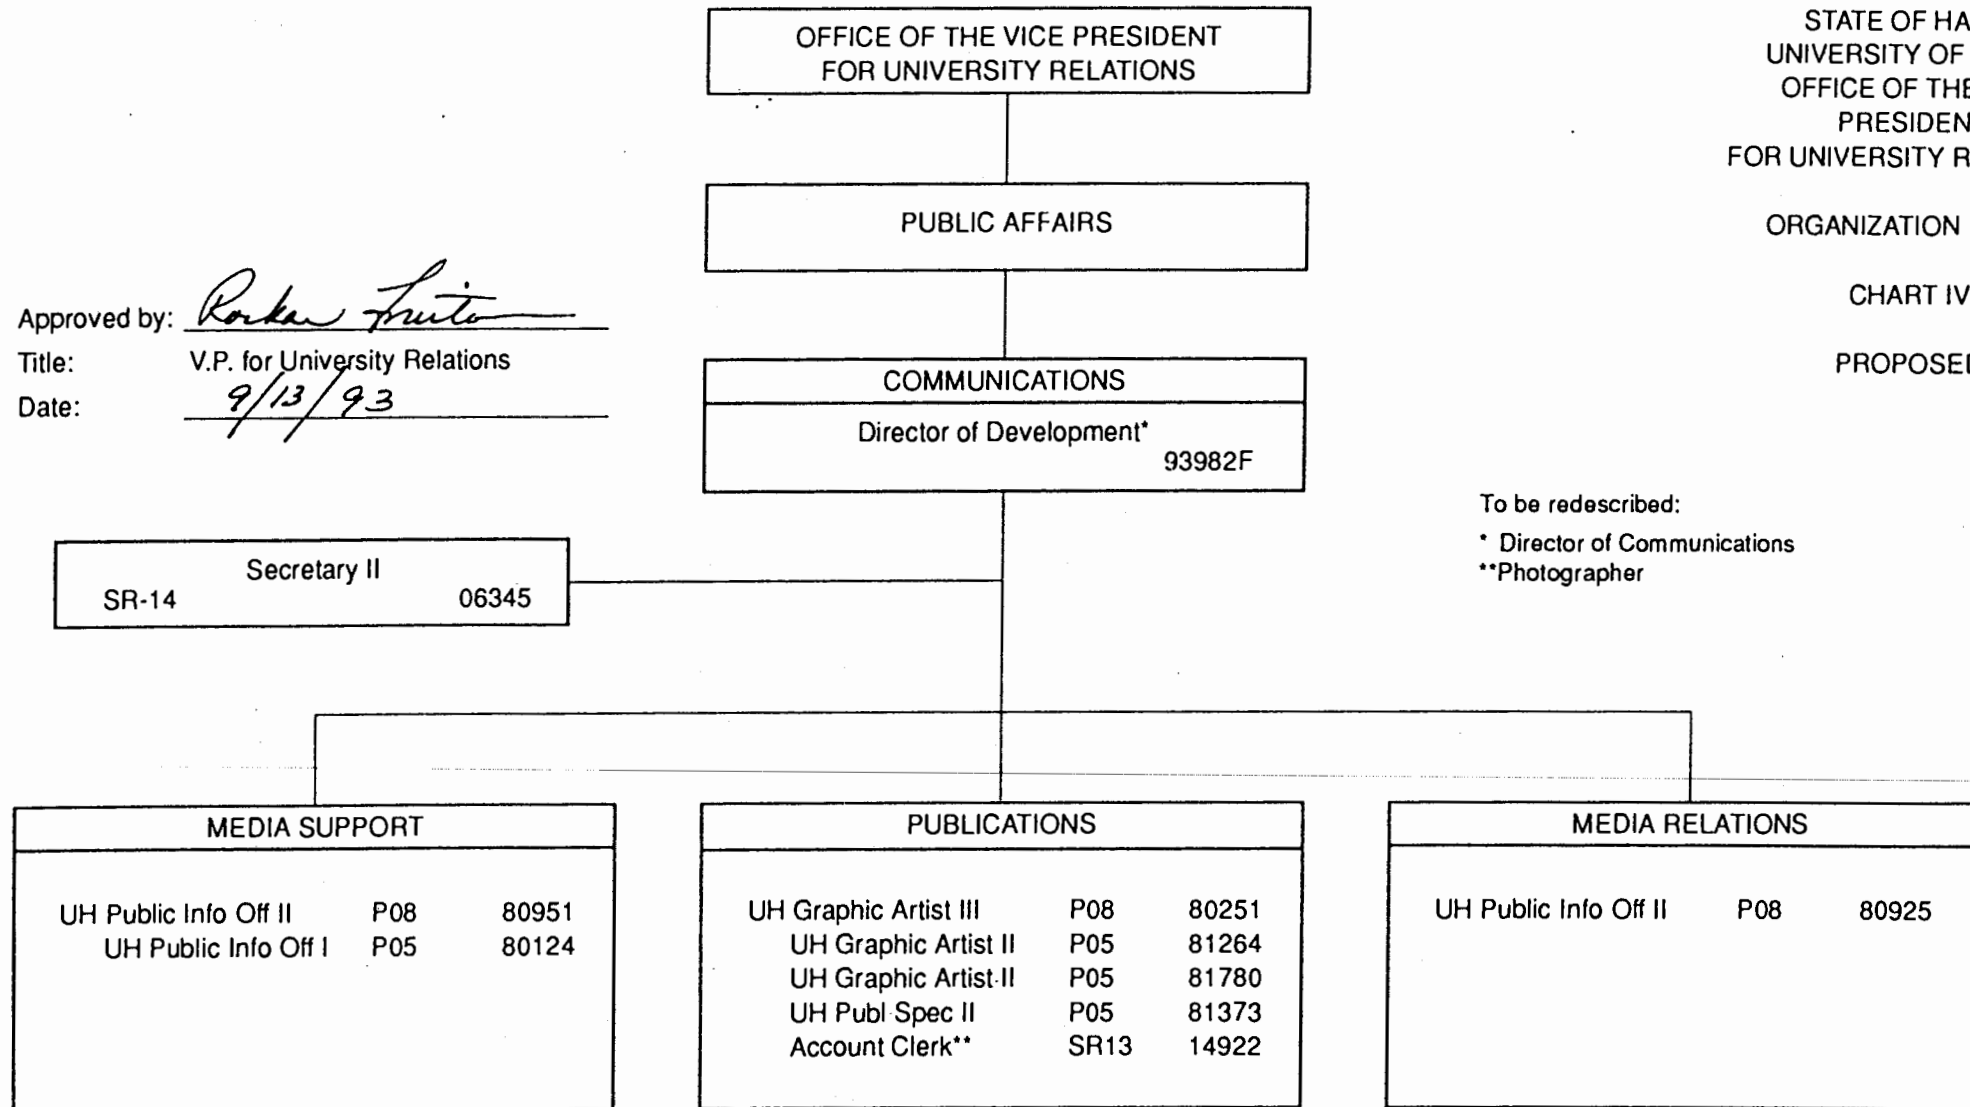 OFFICE OF THE VICE PRESIDENT
FOR UNIVERSITY RELATIONS
STATE OF HA
UNIVERSITY OF
OFFICE OF THE
PRESIDEN
FOR UNIVERSITY R
ORGANIZATION
CHART IV
PROPOSED
PUBLIC AFFAIRS
Approved by:
Title: V.P. for University Relations
Date: 9/13/93
COMMUNICATIONS
Director of Development*
93982F
To be redescribed:
* Director of Communications
**Photographer
Secretary II
SR-14 06345
MEDIA SUPPORT
UH Public Info Off II P08 80951
UH Public Info Off I P05 80124
PUBLICATIONS
UH Graphic Artist III P08 80251
UH Graphic Artist II P05 81264
UH Graphic Artist II P05 81780
UH Publ Spec II P05 81373
Account Clerk** SR13 14922
MEDIA RELATIONS
UH Public Info Off II P08 80925